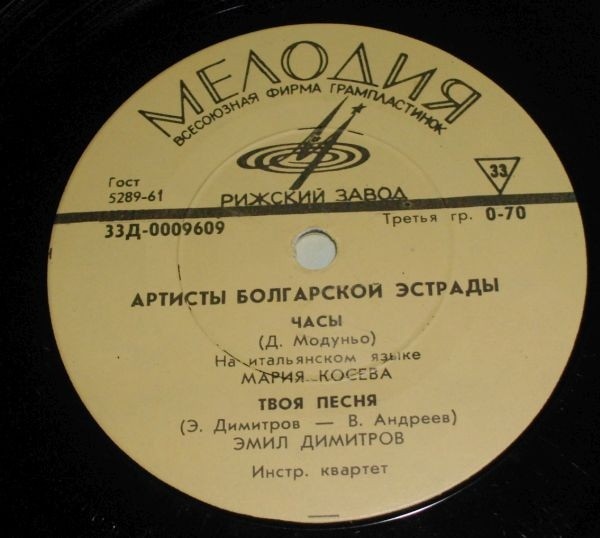 МЕЛОДИЯ
ВСЕСОЮЗНАЯ ФИРМА ГРАМПЛАСТИНОК
Гост
5289-61
33
РИЖСКИЙ ЗАВОД
33Д-0009609
Третья гр. 0-70
АРТИСТЫ БОЛГАРСКОЙ ЭСТРАДЫ
ЧАСЫ
(Д. Модуньо)
На итальянском языке
МАРИЯ КОСЕВА
ТВОЯ ПЕСНЯ
(Э. Димитров — В. Андреев)
ЭМИЛ ДИМИТРОВ
Инстр. квартет